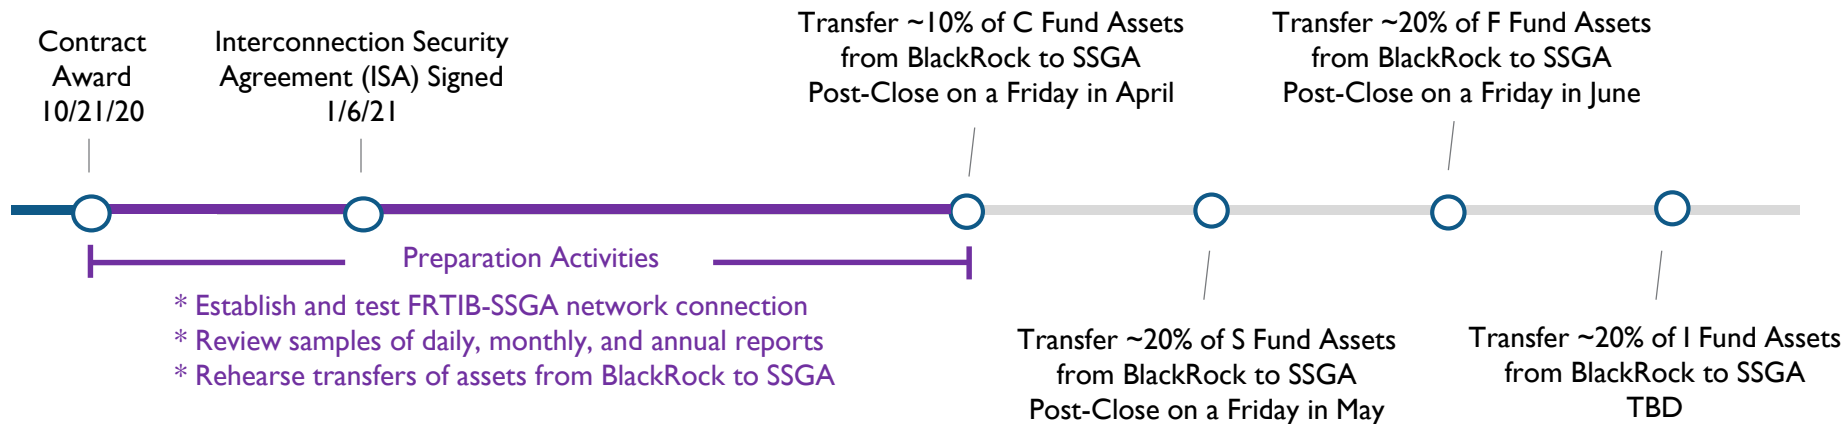 Contract
Award
10/21/20
Interconnection Security
Agreement (ISA) Signed
1/6/21
Transfer ~10% of C Fund Assets
from BlackRock to SSGA
Post-Close on a Friday in April
Transfer ~20% of F Fund Assets
from BlackRock to SSGA
Post-Close on a Friday in June
Preparation Activities
* Establish and test FRTIB-SSGA network connection
* Review samples of daily, monthly, and annual reports
* Rehearse transfers of assets from BlackRock to SSGA
Transfer ~20% of S Fund Assets
from BlackRock to SSGA
Post-Close on a Friday in May
Transfer ~20% of I Fund Assets
from BlackRock to SSGA
TBD